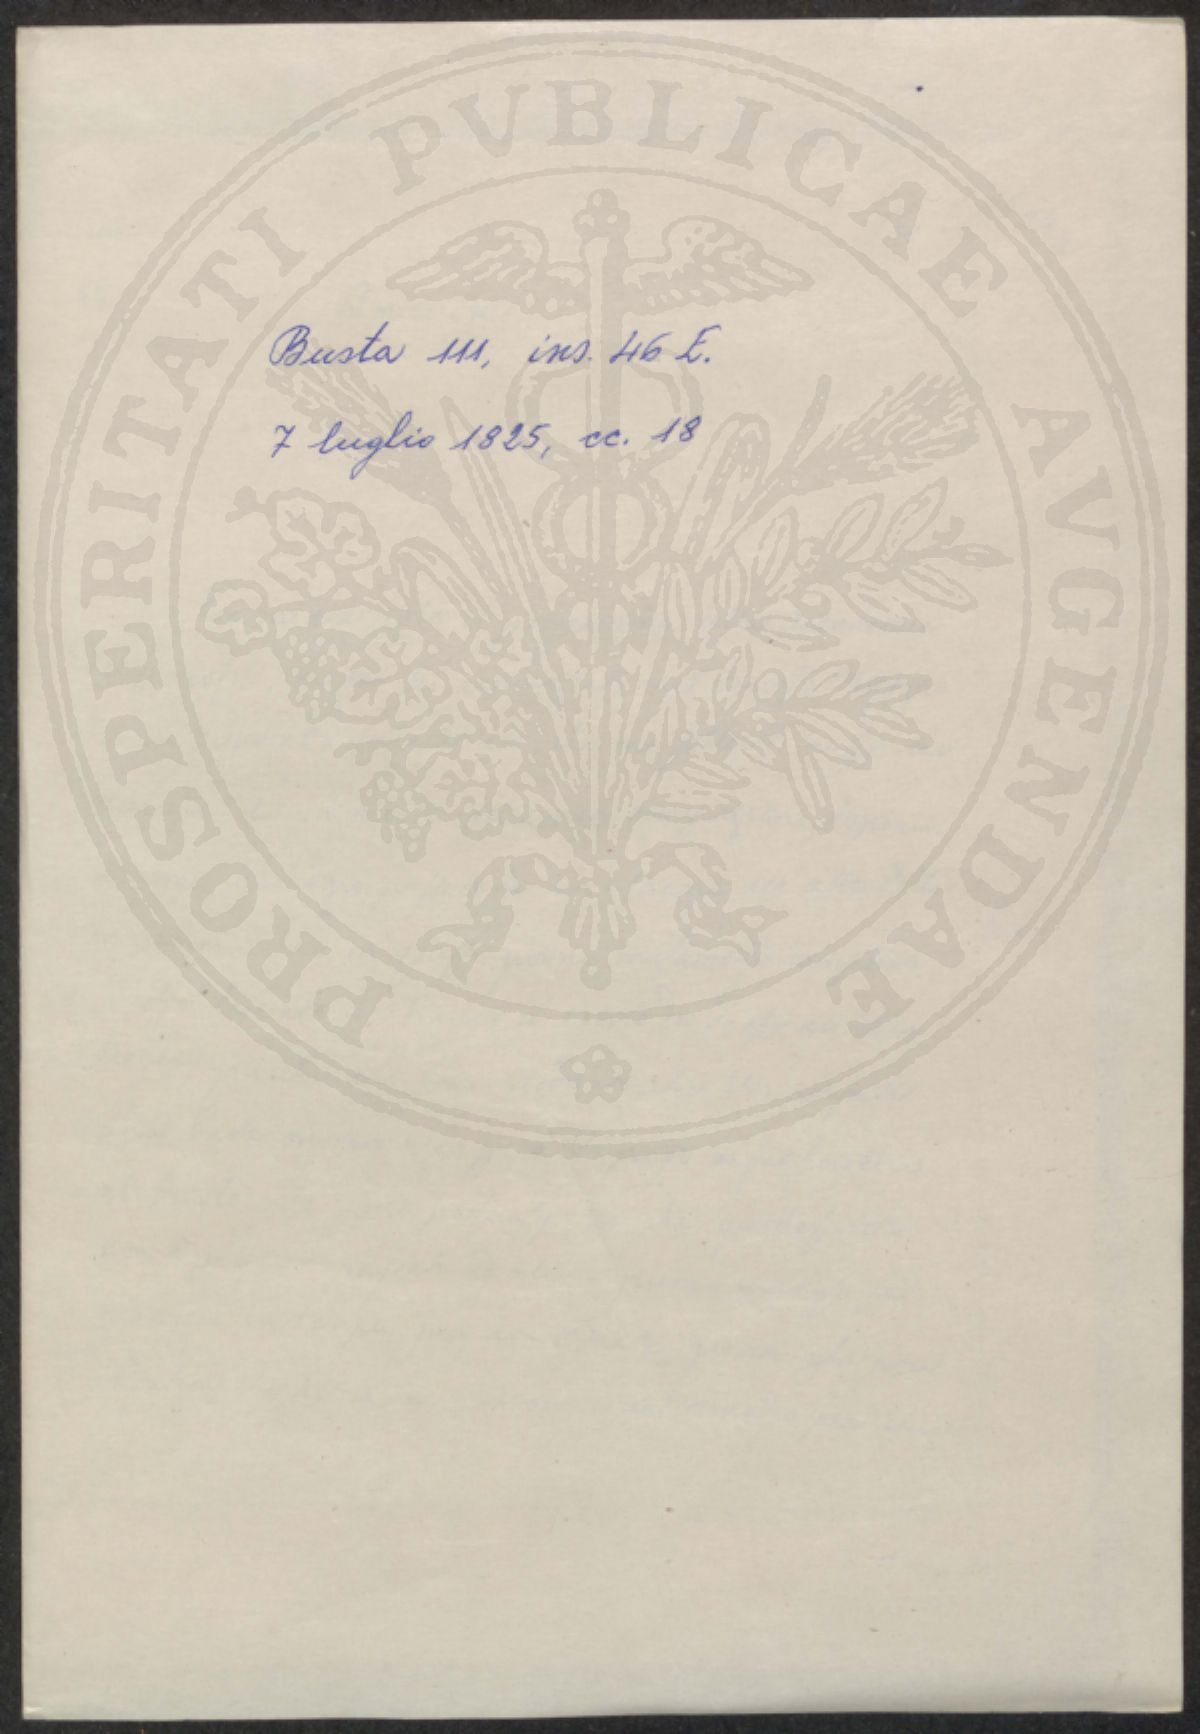 PROSPERITATI PVBLICAE AVGENDAE
Busta 111, ins. 46 E.
7 luglio 1825, cc. 18